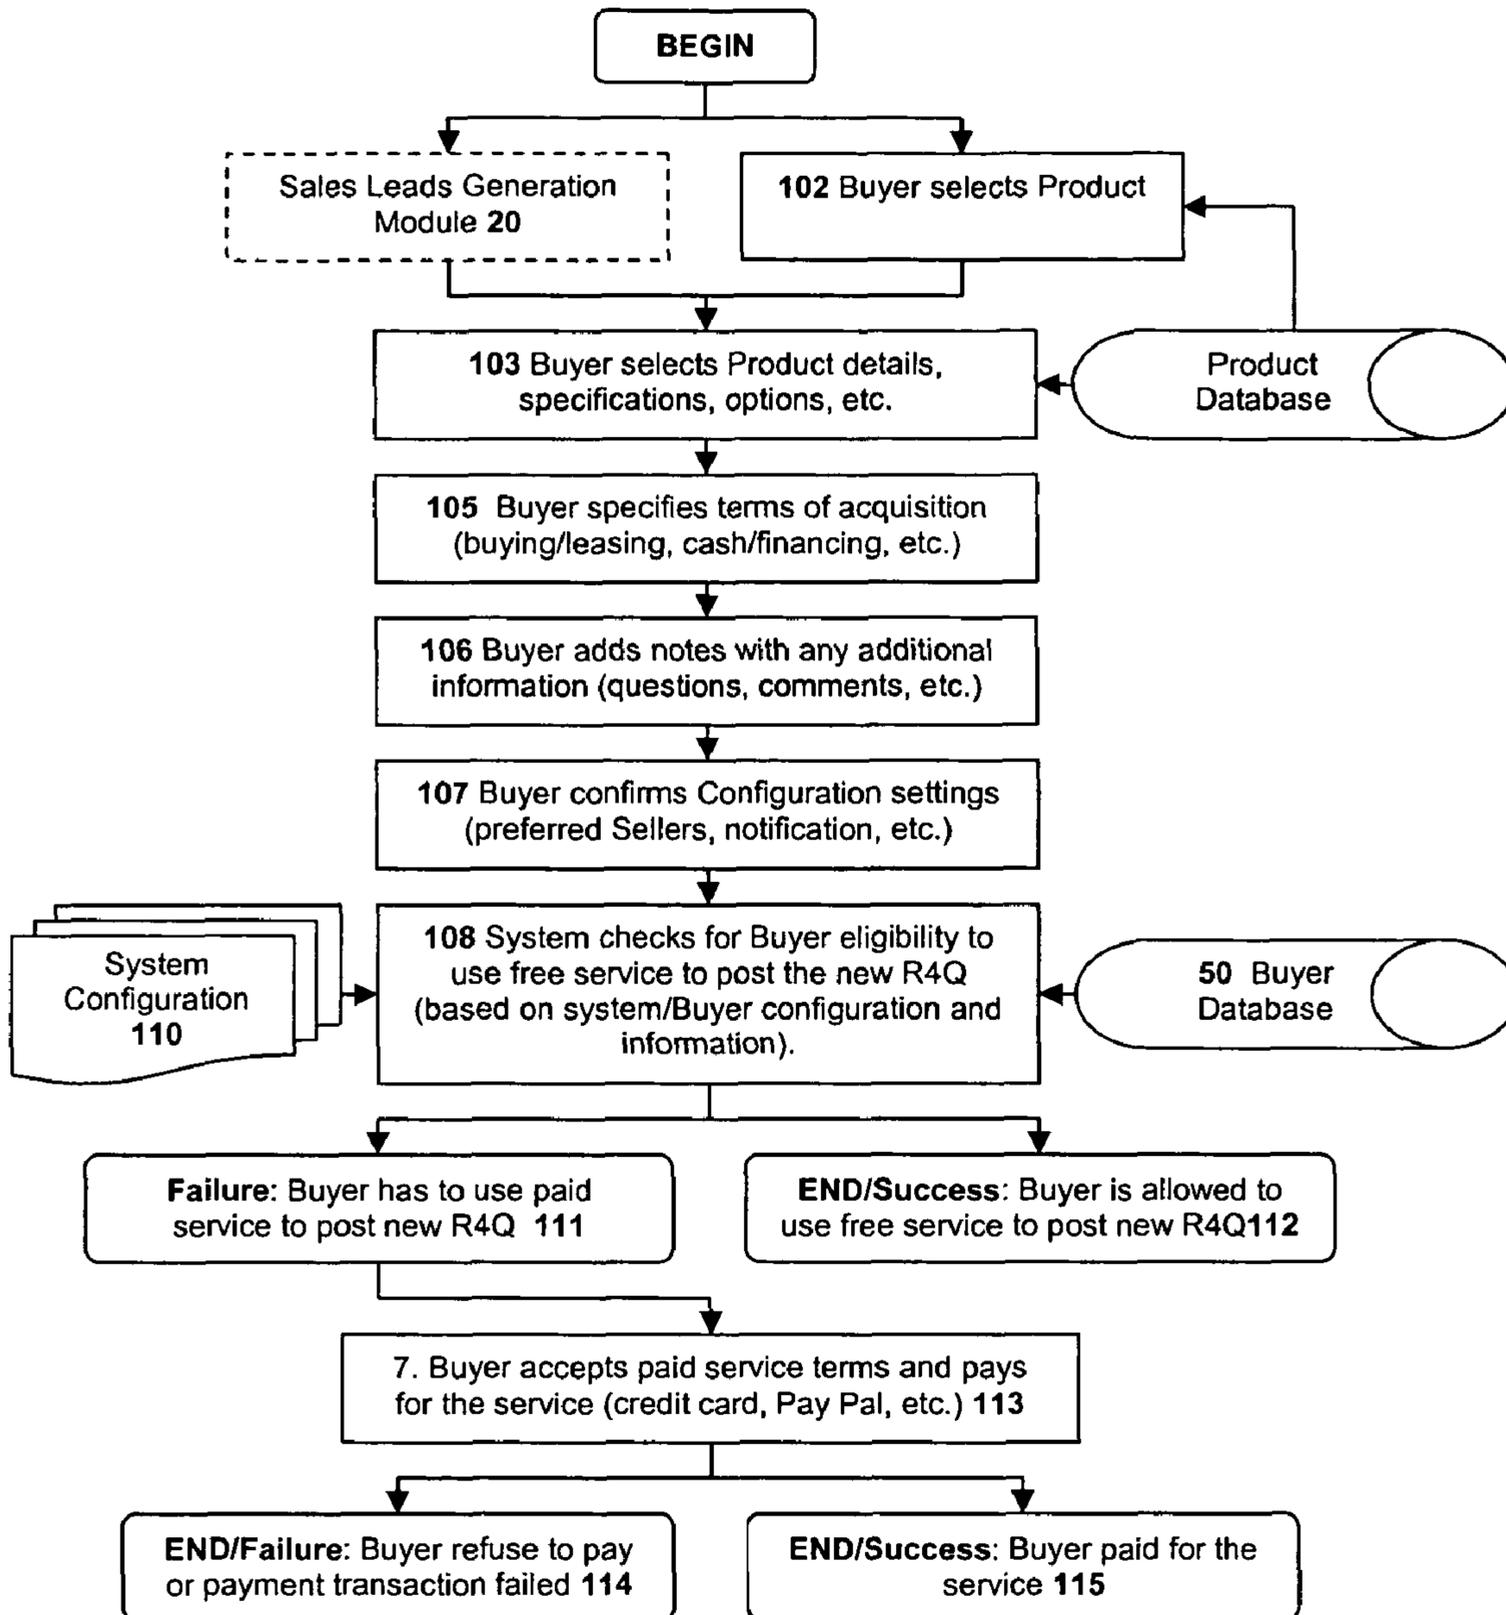 BEGIN
Sales Leads Generation
Module 20
102 Buyer selects Product
103 Buyer selects Product details,
specifications, options, etc.
Product
Database
105 Buyer specifies terms of acquisition
(buying/leasing, cash/financing, etc.)
106 Buyer adds notes with any additional
information (questions, comments, etc.)
107 Buyer confirms Configuration settings
(preferred Sellers, notification, etc.)
System
Configuration
110
108 System checks for Buyer eligibility to
use free service to post the new R4Q
(based on system/Buyer configuration and
information).
50 Buyer
Database
Failure: Buyer has to use paid
service to post new R4Q 111
END/Success: Buyer is allowed to
use free service to post new R4Q112
7. Buyer accepts paid service terms and pays
for the service (credit card, Pay Pal, etc.) 113
END/Failure: Buyer refuse to pay
or payment transaction failed 114
END/Success: Buyer paid for the
service 115